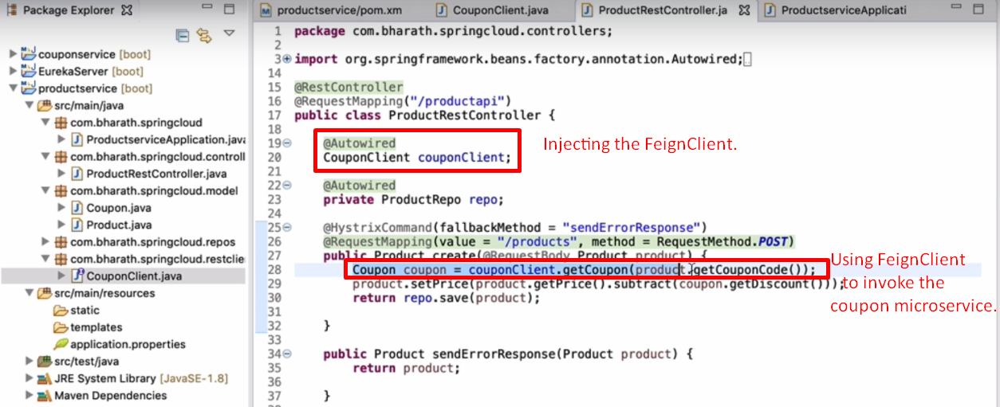 Package Explorer
couponservice [boot]
EurekaServer [boot]
productservice [boot]
src/main/java
com.bharath.springcloud
ProductserviceApplication.java
com.bharath.springcloud.controll
ProductRestController.java
com.bharath.springcloud.model
Coupon.java
Product.java
com.bharath.springcloud.repos
com.bharath.springcloud.restclie
CouponClient.java
src/main/resources
static
templates
application.properties
src/test/java
JRE System Library [JavaSE-1.8]
Maven Dependencies
productservice/pom.xm
CouponClient.java
ProductRestController.ja
ProductserviceApplicati
1 package com.bharath.springcloud.controllers;
2
3 import org.springframework.beans.factory.annotation.Autowired;
14
15 @RestController
16 @RequestMapping("/productapi")
17 public class ProductRestController {
18
19 @Autowired
20 CouponClient couponClient;
21
22 @Autowired
23 private ProductRepo repo;
24
25 @HystrixCommand(fallbackMethod = "sendErrorResponse")
26 @RequestMapping(value = "/products", method = RequestMethod.POST)
27 public Product create(@RequestBody Product product) {
28 Coupon coupon = couponClient.getCoupon(product.getCouponCode());
29 product.setPrice(product.getPrice().subtract(coupon.getDiscount()));
30 return repo.save(product);
31
32 }
33
34 public Product sendErrorResponse(Product product) {
35 return product;
36
37 }
Injecting the FeignClient.
Using FeignClient
to invoke the
coupon microservice.